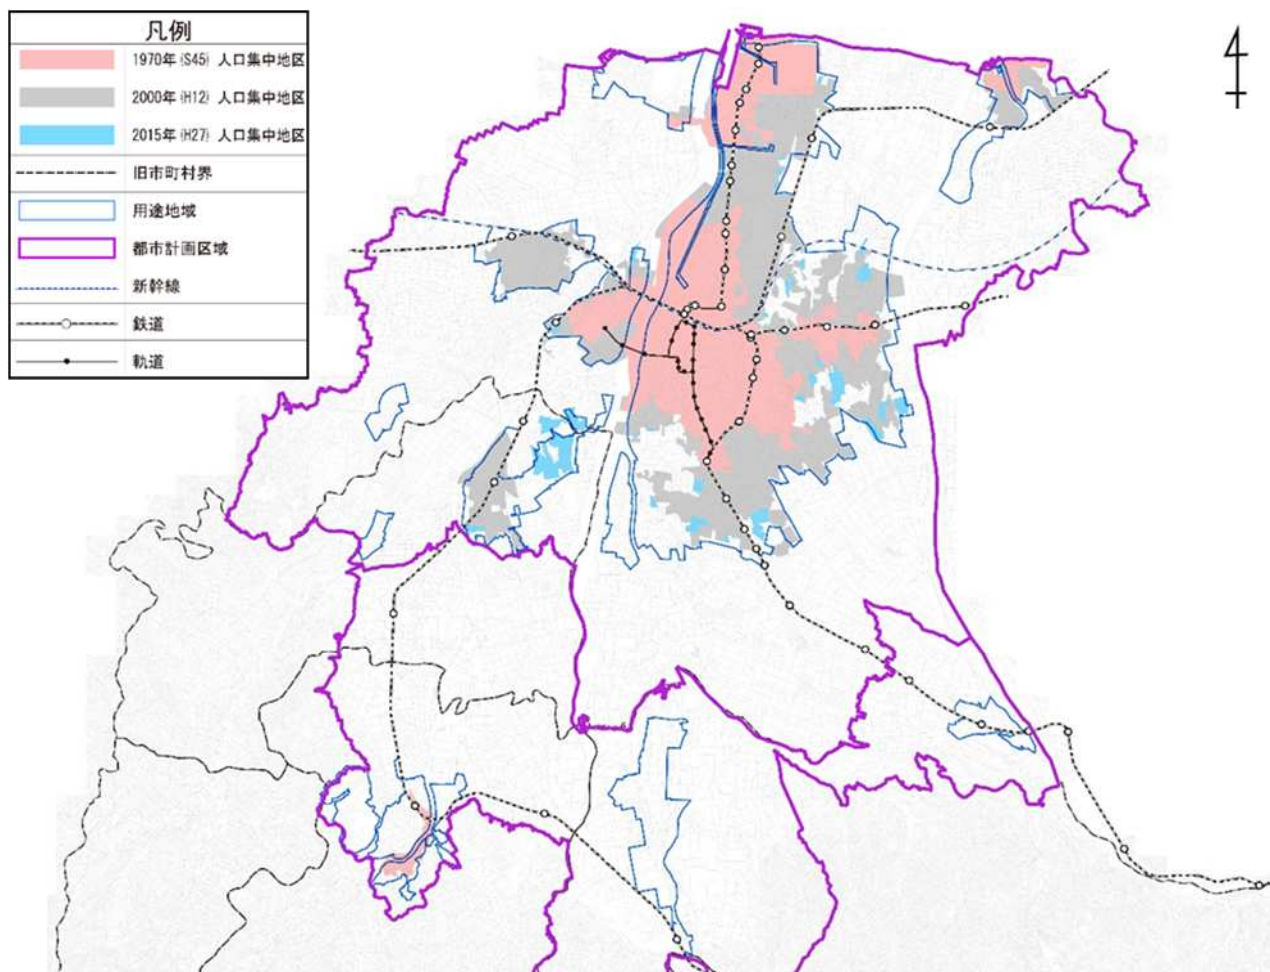 凡例
1970年(S45) 人口集中地区
2000年(H12) 人口集中地区
2015年(H27) 人口集中地区
旧市町村界
用途地域
都市計画区域
新幹線
鉄道
軌道